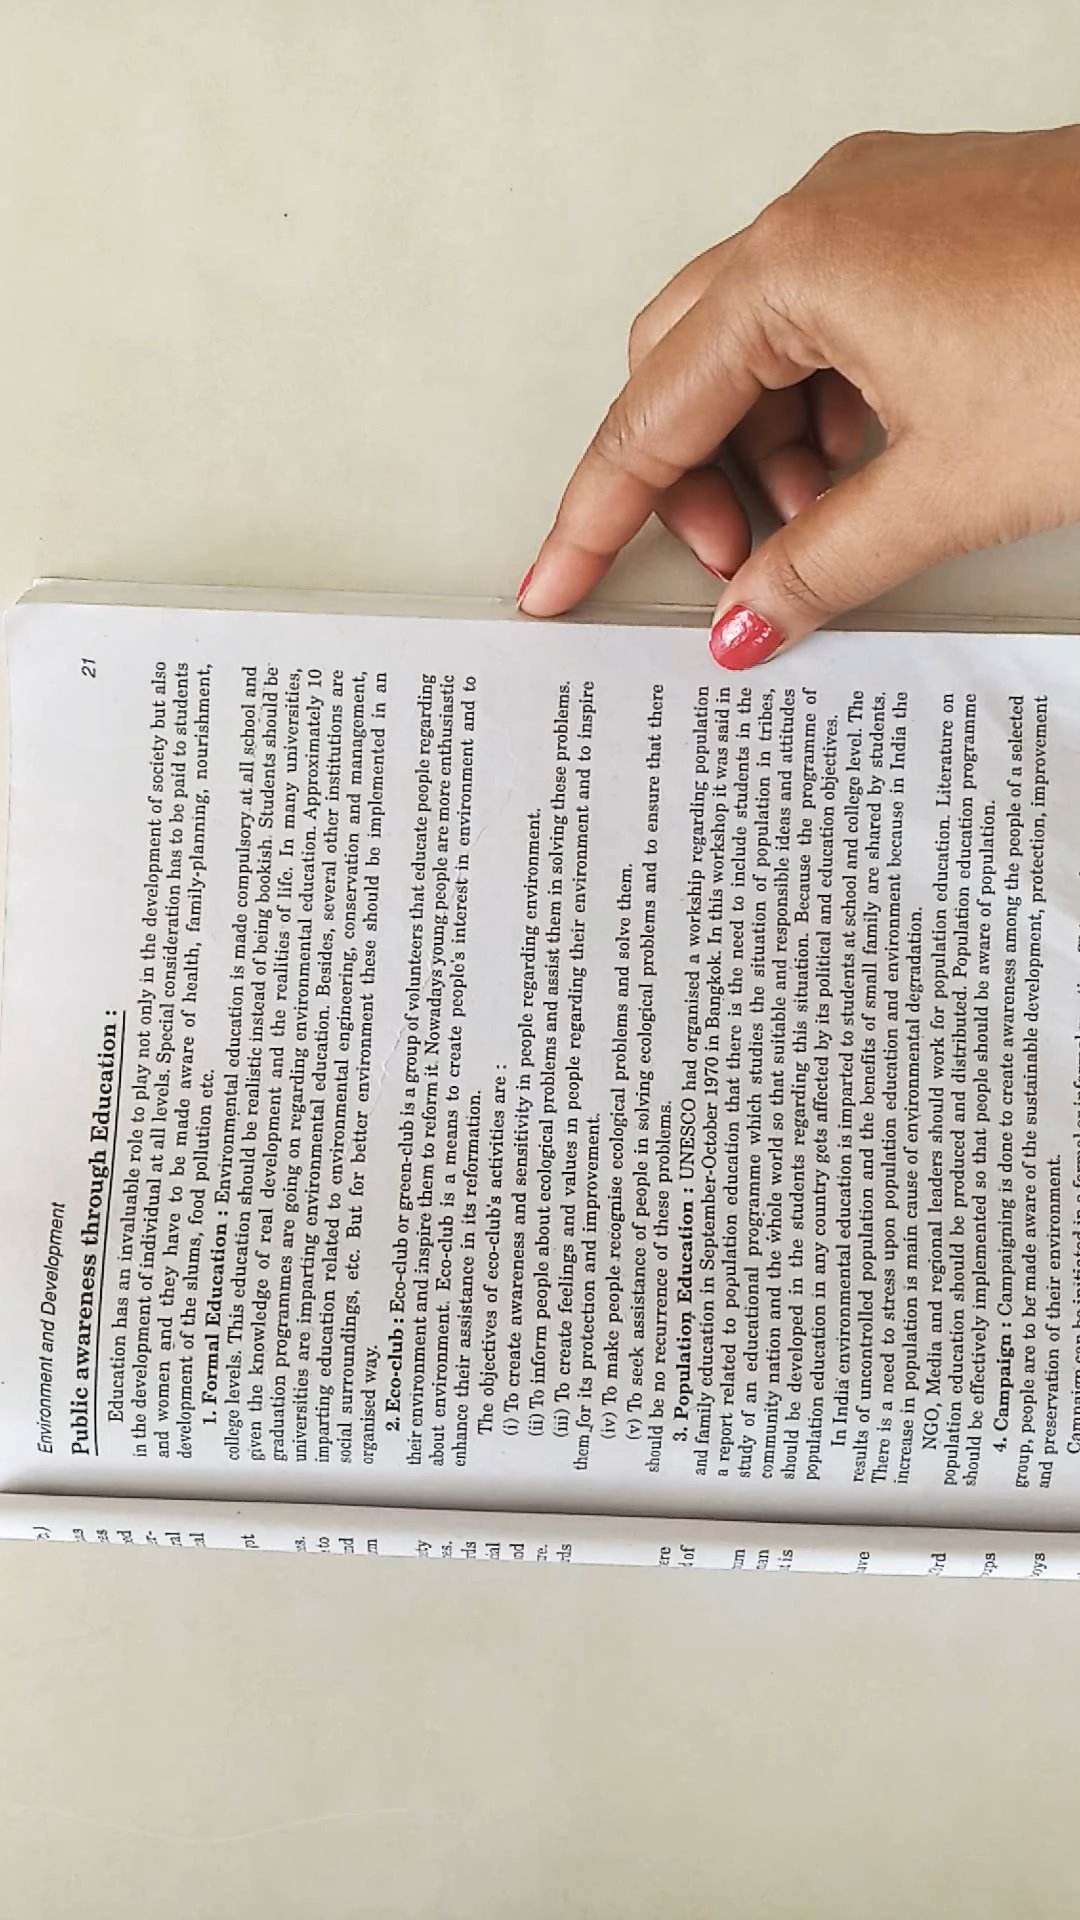 Environment and Development 21
Public awareness through Education :
Education has an invaluable role to play not only in the development of society but also
in the development of individual at all levels. Special consideration has to be paid to students
and women and they have to be made aware of health, family-planning, nourishment,
development of the slums, food pollution etc.
1. Formal Education : Environmental education is made compulsory at all school and
college levels. This education should be realistic instead of being bookish. Students should be
given the knowledge of real development and the realities of life. In many universities,
graduation programmes are going on regarding environmental education. Approximately 10
universities are imparting environmental education. Besides, several other institutions are
imparting education related to environmental engineering, conservation and management,
social surroundings, etc. But for better environment these should be implemented in an
organised way.
2. Eco-club : Eco-club or green-club is a group of volunteers that educate people regarding
their environment and inspire them to reform it. Nowadays young people are more enthusiastic
about environment. Eco-club is a means to create people's interest in environment and to
enhance their assistance in its reformation.
The objectives of eco-club's activities are :
(i) To create awareness and sensitivity in people regarding environment.
(ii) To inform people about ecological problems and assist them in solving these problems.
(iii) To create feelings and values in people regarding their environment and to inspire
them for its protection and improvement.
(iv) To make people recognise ecological problems and solve them.
(v) To seek assistance of people in solving ecological problems and to ensure that there
should be no recurrence of these problems.
3. Population Education : UNESCO had organised a workship regarding population
and family education in September-October 1970 in Bangkok. In this workshop it was said in
a report related to population education that there is the need to include students in the
study of an educational programme which studies the situation of population in tribes,
community nation and the whole world so that suitable and responsible ideas and attitudes
should be developed in the students regarding this situation. Because the programme of
population education in any country gets affected by its political and education objectives.
In India environmental education is imparted to students at school and college level. The
results of uncontrolled population and the benefits of small family are shared by students.
There is a need to stress upon population education and environment because in India the
increase in population is main cause of environmental degradation.
NGO, Media and regional leaders should work for population education. Literature on
population education should be produced and distributed. Population education programme
should be effectively implemented so that people should be aware of population.
4. Campaign : Campaigning is done to create awareness among the people of a selected
group, people are to be made aware of the sustainable development, protection, improvement
and preservation of their environment.